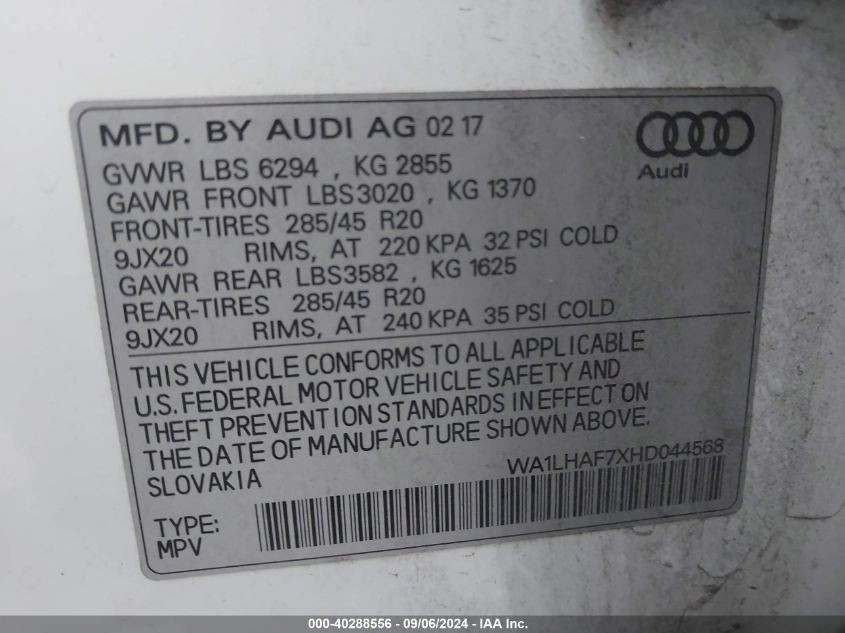 MFD. BY AUDI AG 02 17
Audi
GVWR LBS 6294 , KG 2855
GAWR FRONT LBS3020 , KG 1370
FRONT-TIRES 285/45 R20
9JX20 RIMS, AT 220 KPA 32 PSI COLD
GAWR REAR LBS3582 , KG 1625
REAR-TIRES 285/45 R20
9JX20 RIMS, AT 240 KPA 35 PSI COLD
THIS VEHICLE CONFORMS TO ALL APPLICABLE
U.S. FEDERAL MOTOR VEHICLE SAFETY AND
THEFT PREVENTION STANDARDS IN EFFECT ON
THE DATE OF MANUFACTURE SHOWN ABOVE.
SLOVAKIA
WA1LHAF7XHD044568
TYPE:
MPV
000-40288556 - 09/06/2024 - IAA Inc.